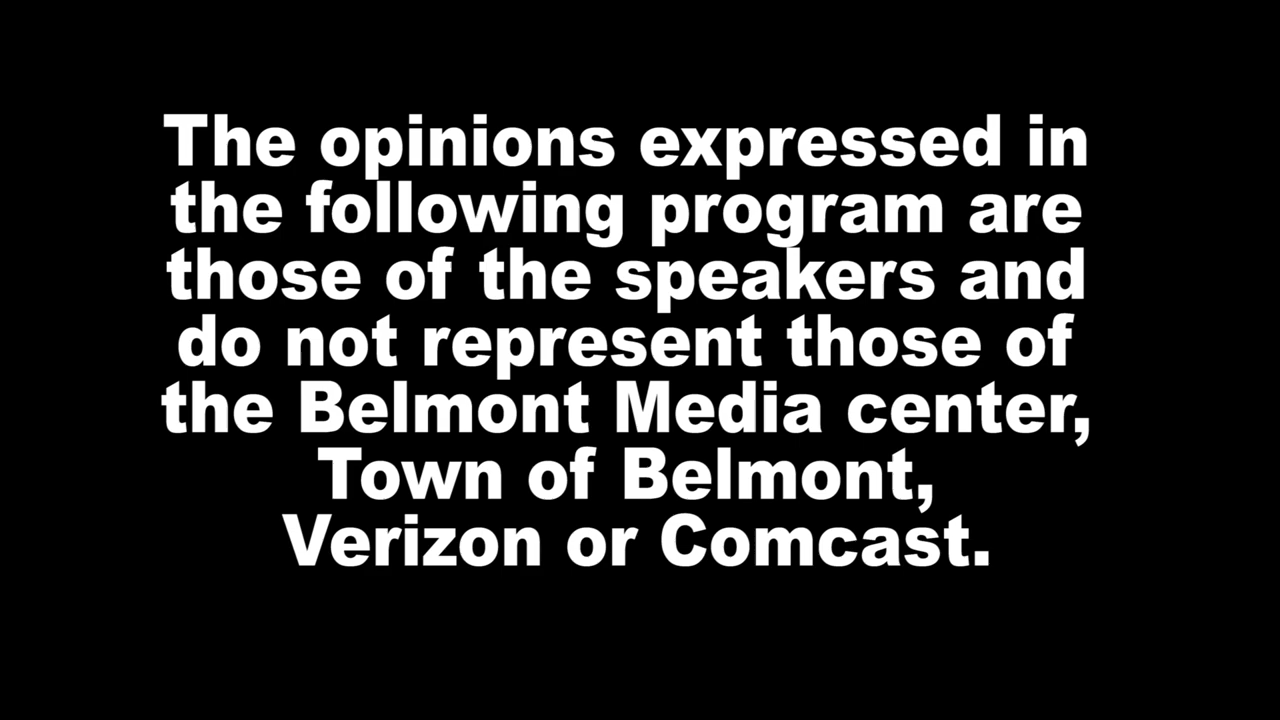 The opinions expressed in
the following program are
those of the speakers and
do not represent those of
the Belmont Media center,
Town of Belmont,
Verizon or Comcast.